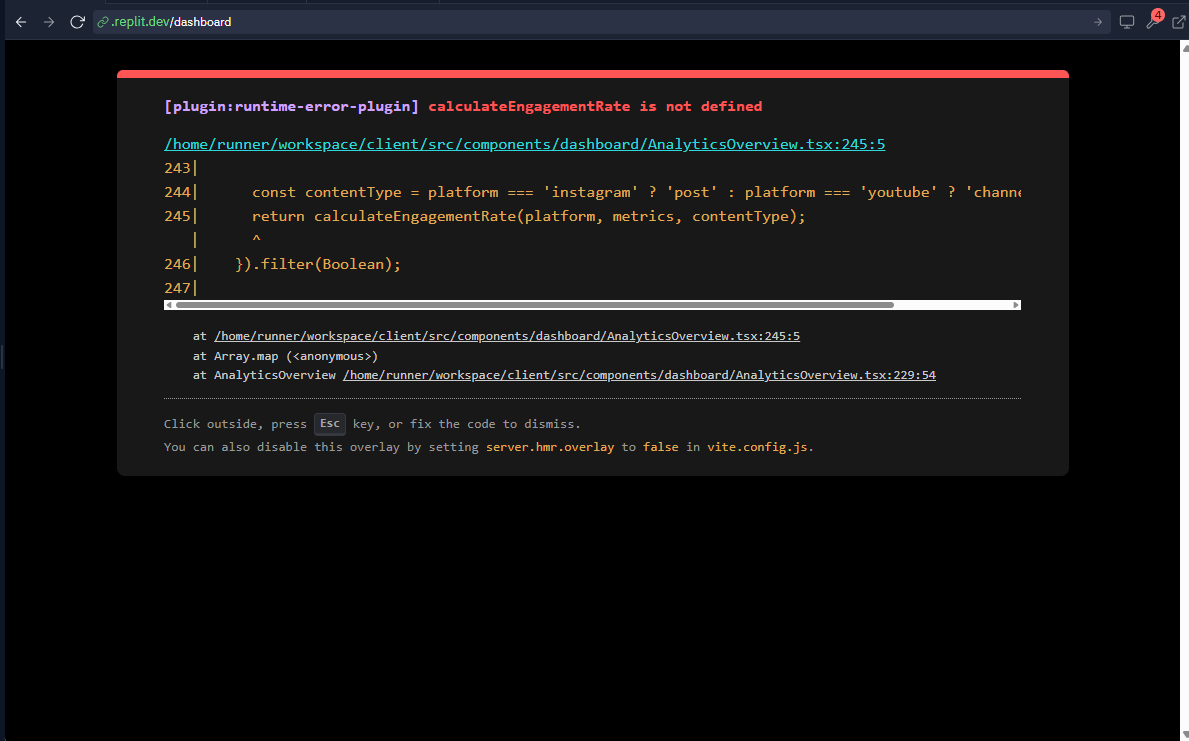 .replit.dev/dashboard
4
[plugin:runtime-error-plugin] calculateEngagementRate is not defined
/home/runner/workspace/client/src/components/dashboard/AnalyticsOverview.tsx:245:5
243|
244|      const contentType = platform === 'instagram' ? 'post' : platform === 'youtube' ? 'channe
245|      return calculateEngagementRate(platform, metrics, contentType);
   |      ^
246|    }).filter(Boolean);
247|
at /home/runner/workspace/client/src/components/dashboard/AnalyticsOverview.tsx:245:5
at Array.map (<anonymous>)
at AnalyticsOverview /home/runner/workspace/client/src/components/dashboard/AnalyticsOverview.tsx:229:54
Click outside, press Esc key, or fix the code to dismiss.
You can also disable this overlay by setting server.hmr.overlay to false in vite.config.js.